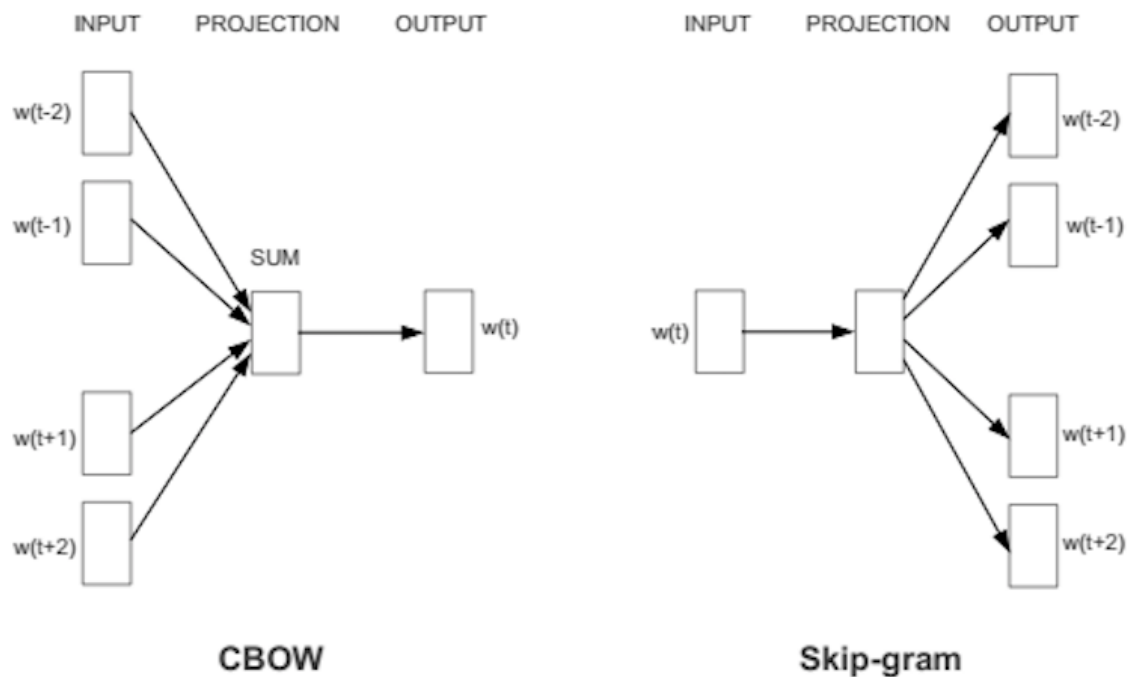 INPUT PROJECTION OUTPUT
w(t-2)
w(t-1)
SUM
w(t)
w(t+1)
w(t+2)
CBOW
INPUT PROJECTION OUTPUT
w(t-2)
w(t-1)
w(t)
w(t+1)
w(t+2)
Skip-gram